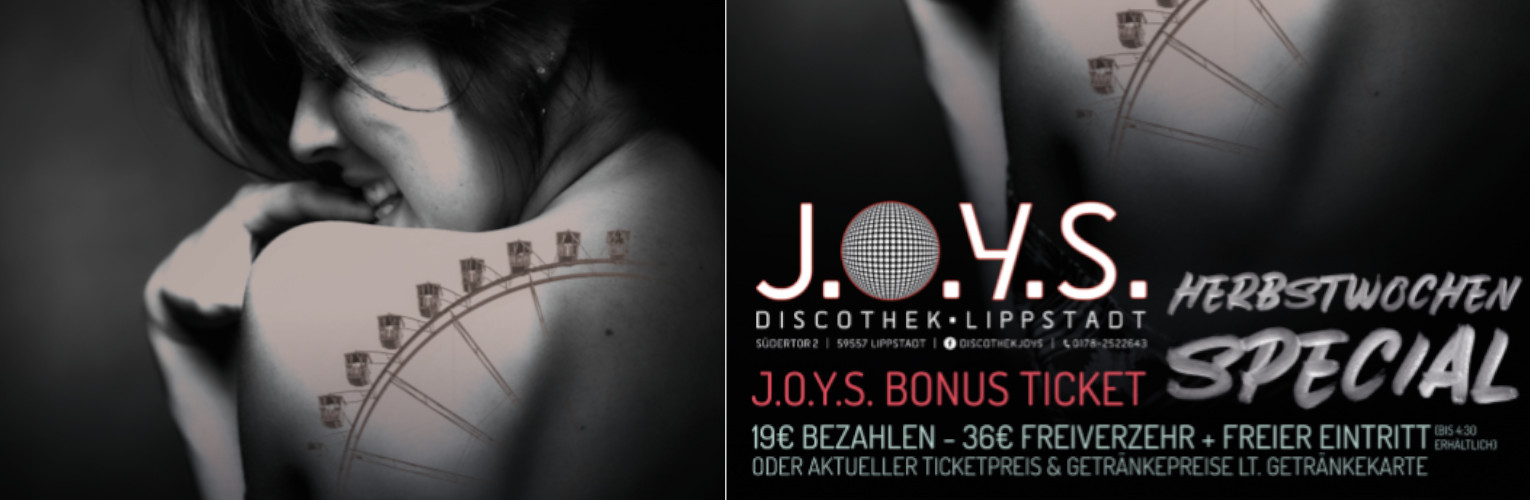 J.O.Y.S.
DISCOTHEK•LIPPSTADT
SÜDERTOR 2 | 59557 LIPPSTADT | DISCOTHEKJOYS | 0178-2522643
HERBSTWOCHEN
SPECIAL
J.O.Y.S. BONUS TICKET
19€ BEZAHLEN - 36€ FREIVERZEHR + FREIER EINTRITT (BIS 4:30
ERHÄLTLICH)
ODER AKTUELLER TICKETPREIS & GETRÄNKEPREISE LT. GETRÄNKEKARTE